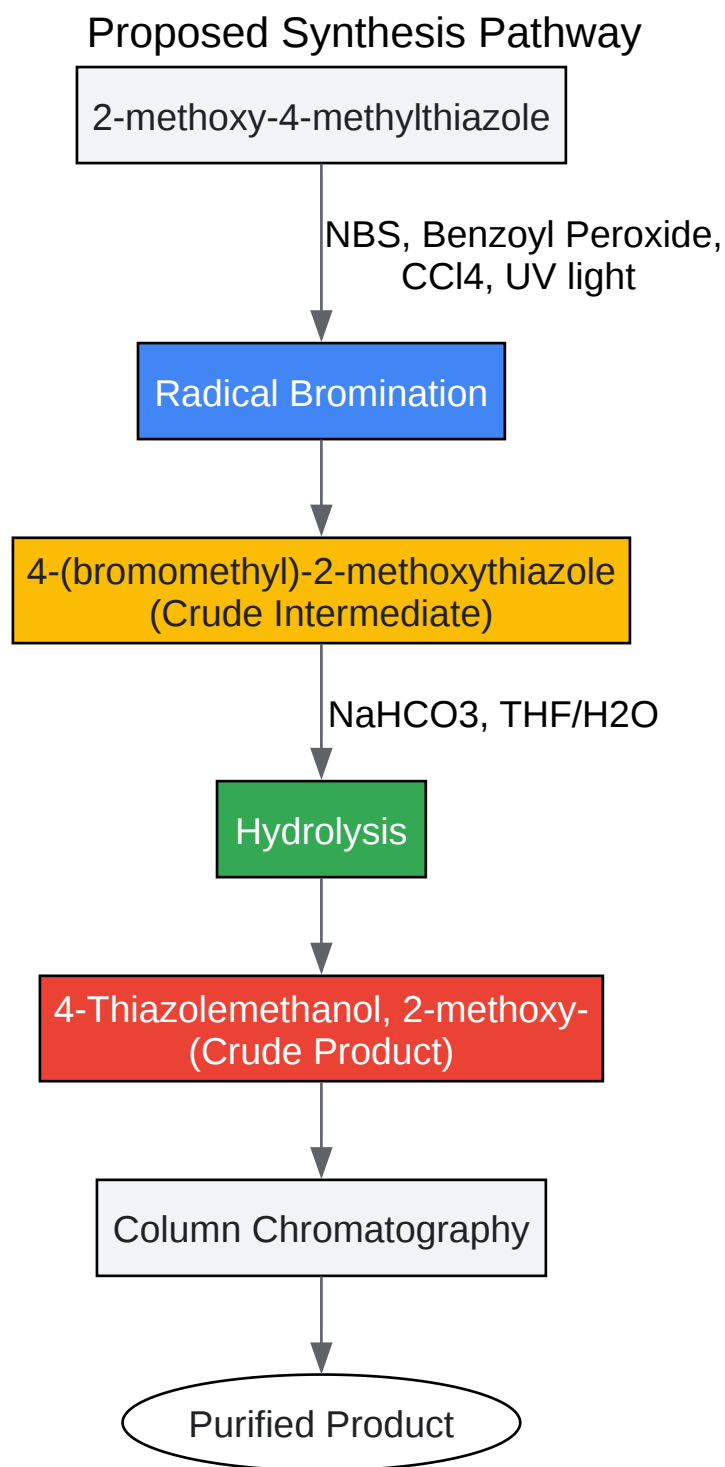 Proposed Synthesis Pathway
2-methoxy-4-methylthiazole
NBS, Benzoyl Peroxide,
CCl4, UV light
Radical Bromination
4-(bromomethyl)-2-methoxythiazole
(Crude Intermediate)
NaHCO3, THF/H2O
Hydrolysis
4-Thiazolemethanol, 2-methoxy-
(Crude Product)
Column Chromatography
Purified Product